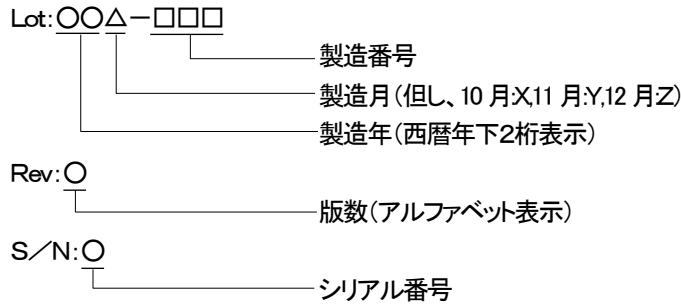 Lot:○○△－□□□
製造番号
製造月(但し、10月:X,11月:Y,12月:Z)
製造年(西暦年下2桁表示)
Rev:○
版数(アルファベット表示)
S／N:○
シリアル番号